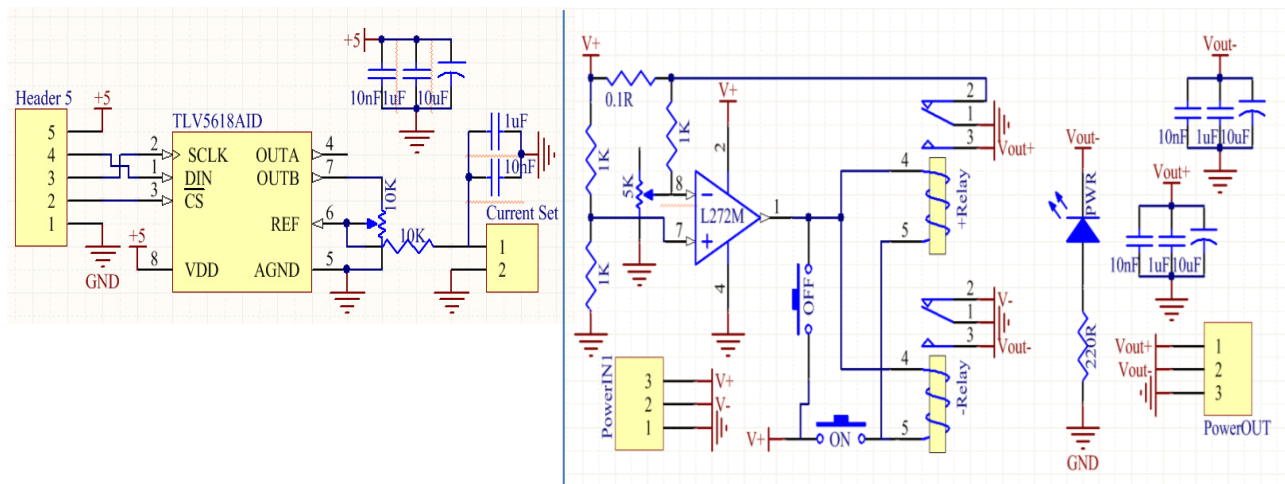 +5
10nF 1uF 10uF
Header 5
+5
5
4
3
2
1
GND
TLV5618AID
2 SCLK OUTA 4
1 DIN OUTB 7
3 CS
REF 6
+5
8 VDD AGND 5
10K
10K
1uF
10nF
Current Set
1
2
V+
0.1R
1K
1K
1K
5K
V+
2
8
7
L272M
1
4
OFF
2
1
3 Vout+
4
5
+Relay
2 V-
1
3 Vout-
4
5
-Relay
PowerIN1
3 V+
2 V-
1
V+
ON
Vout-
PWR
220R
GND
Vout-
10nF 1uF 10uF
Vout+
10nF 1uF 10uF
Vout+ 1
Vout- 2
3
PowerOUT